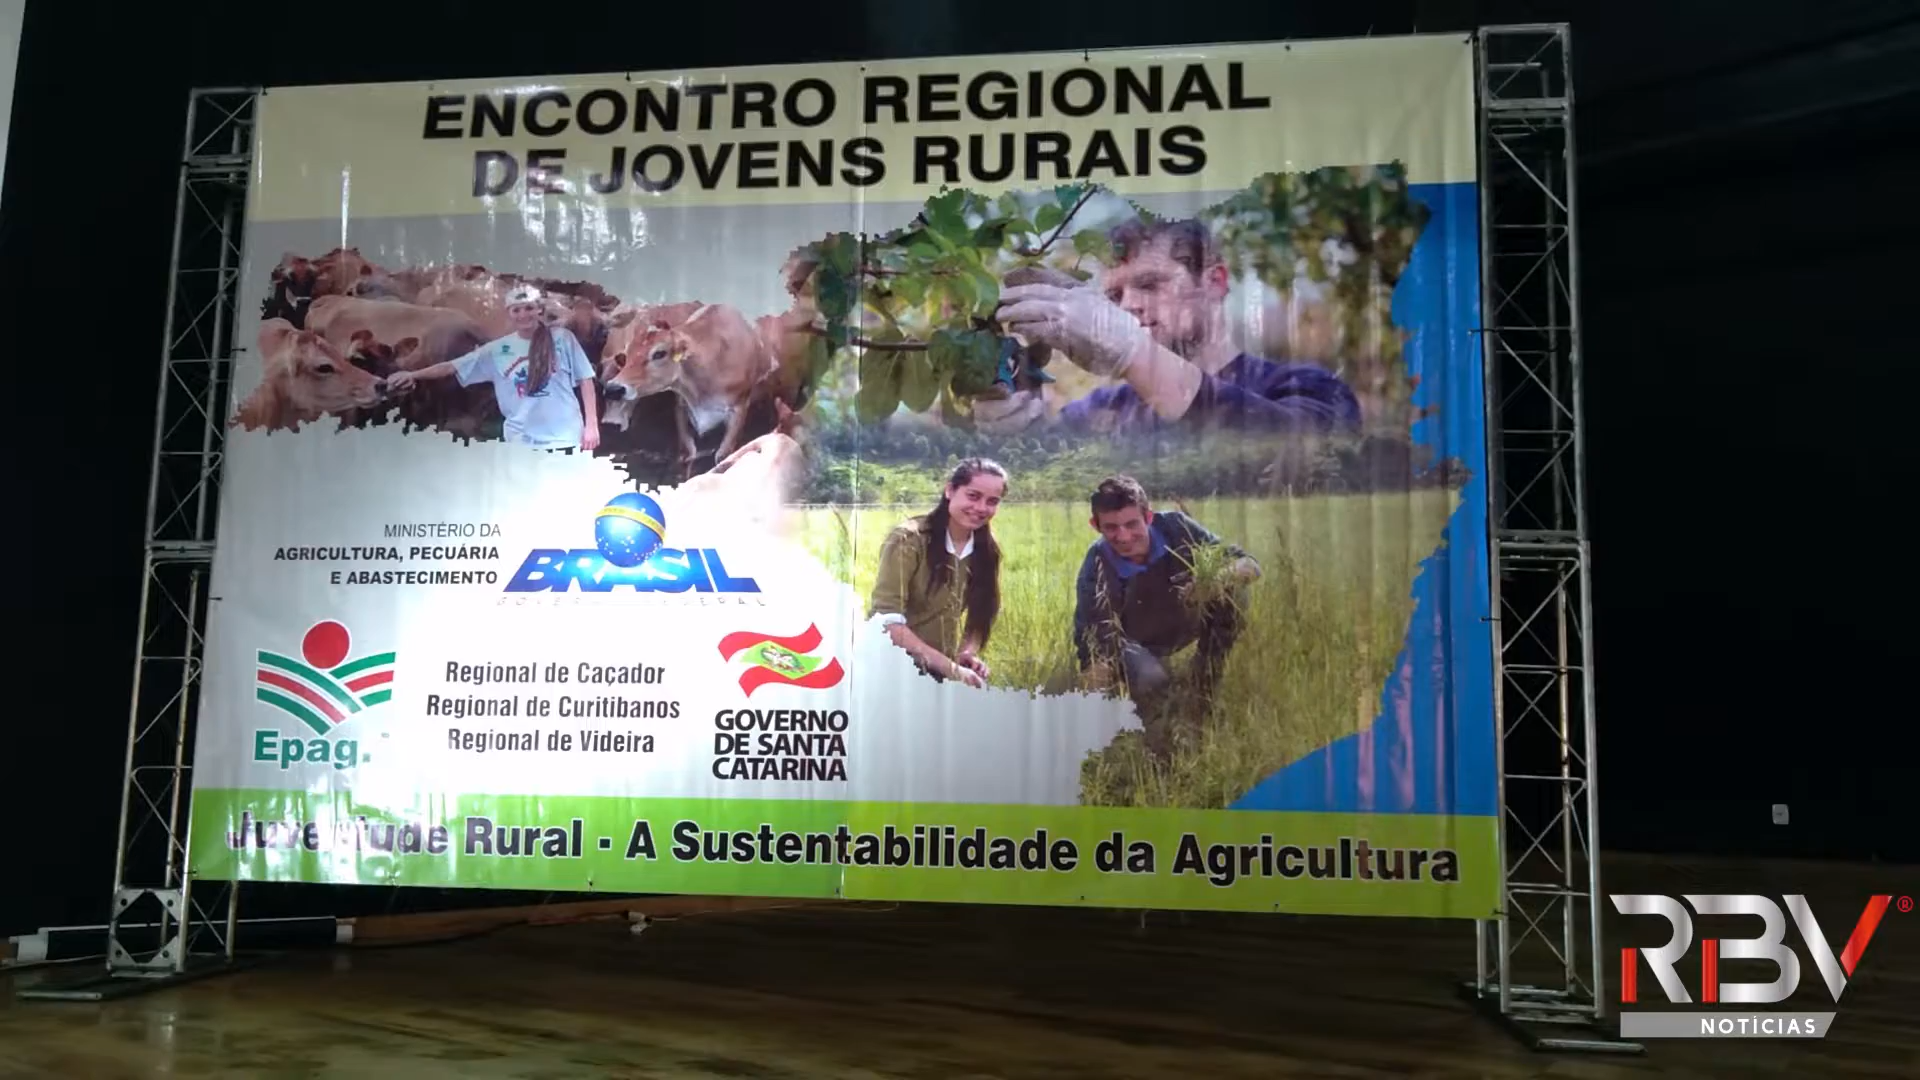 ENCONTRO REGIONAL
DE JOVENS RURAIS
MINISTÉRIO DA
AGRICULTURA, PECUÁRIA
E ABASTECIMENTO
BRASIL
Regional de Caçador
Regional de Curitibanos
Regional de Videira
GOVERNO
DE SANTA
CATARINA
Juventude Rural - A Sustentabilidade da Agricultura
RBV®
NOTÍCIAS